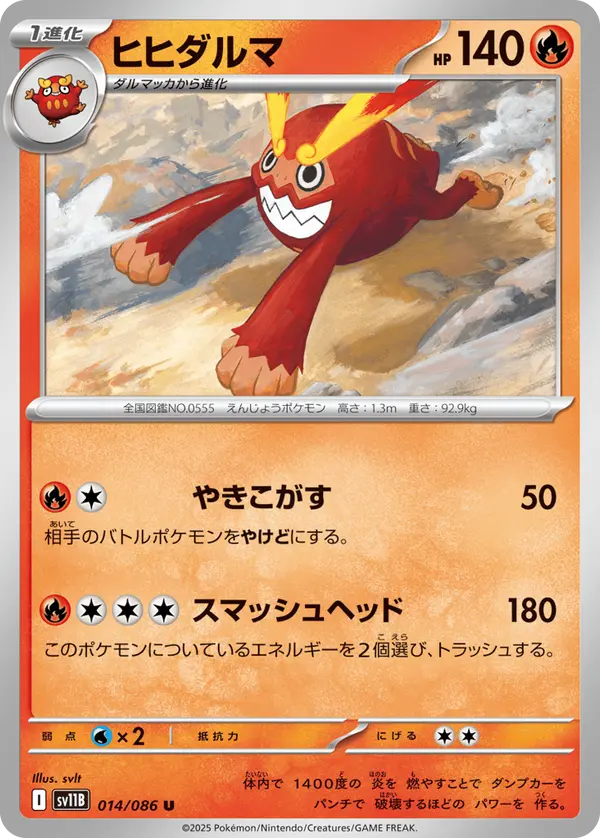 1進化
ヒヒダルマ
HP 140
ダルマッカから進化
全国図鑑NO.0555 えんじょうポケモン 高さ：1.3m 重さ：92.9kg
やきこがす 50
相手のバトルポケモンをやけどにする。
スマッシュヘッド 180
このポケモンについているエネルギーを2個選び、トラッシュする。
弱点 ×2 抵抗力 にげる
Illus. svlt
I sv11B 014/086 U
体内で 1400度の 炎を 燃やすことで ダンプカーを
パンチで 破壊するほどの パワーを 作る。
©2025 Pokémon/Nintendo/Creatures/GAME FREAK.